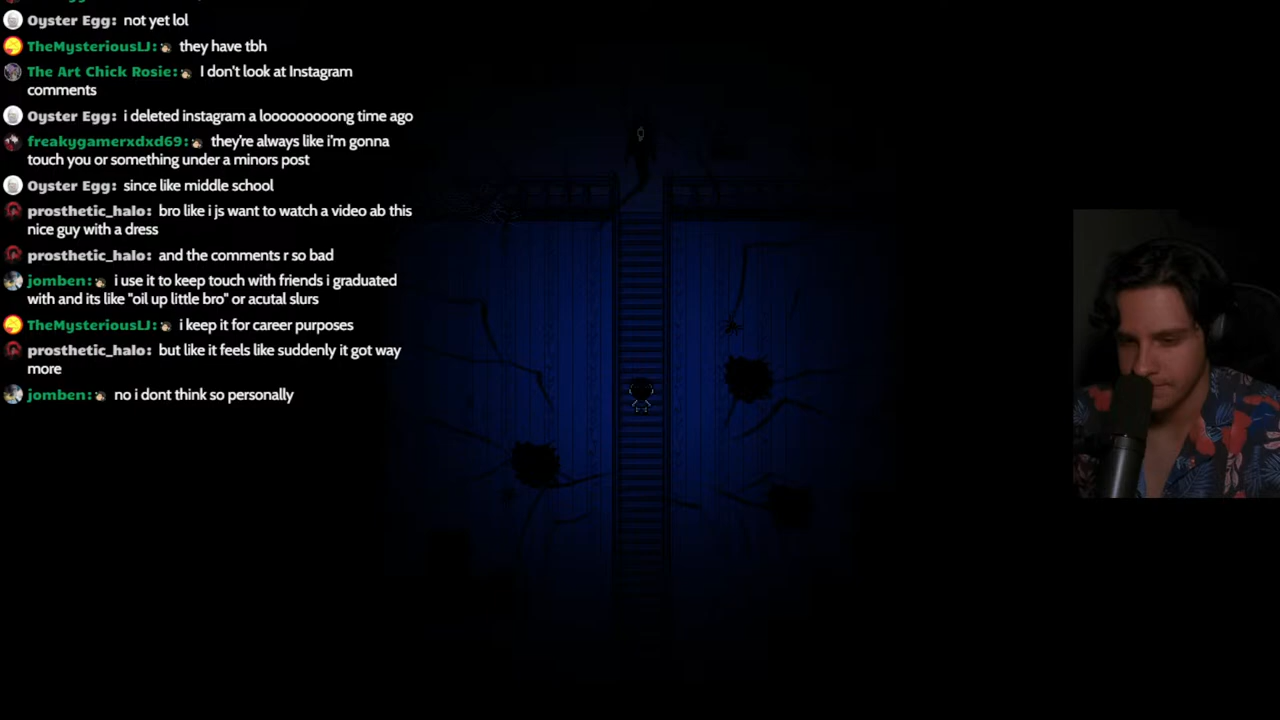 Oyster Egg: not yet lol
TheMysteriousLJ: they have tbh
The Art Chick Rosie: I don't look at Instagram
comments
Oyster Egg: i deleted instagram a looooooooong time ago
freakygamerxdxd69: they're always like i'm gonna
touch you or something under a minors post
Oyster Egg: since like middle school
prosthetic_halo: bro like i js want to watch a video ab this
nice guy with a dress
prosthetic_halo: and the comments r so bad
jomben: i use it to keep touch with friends i graduated
with and its like "oil up little bro" or acutal slurs
TheMysteriousLJ: i keep it for career purposes
prosthetic_halo: but like it feels like suddenly it got way
more
jomben: no i dont think so personally